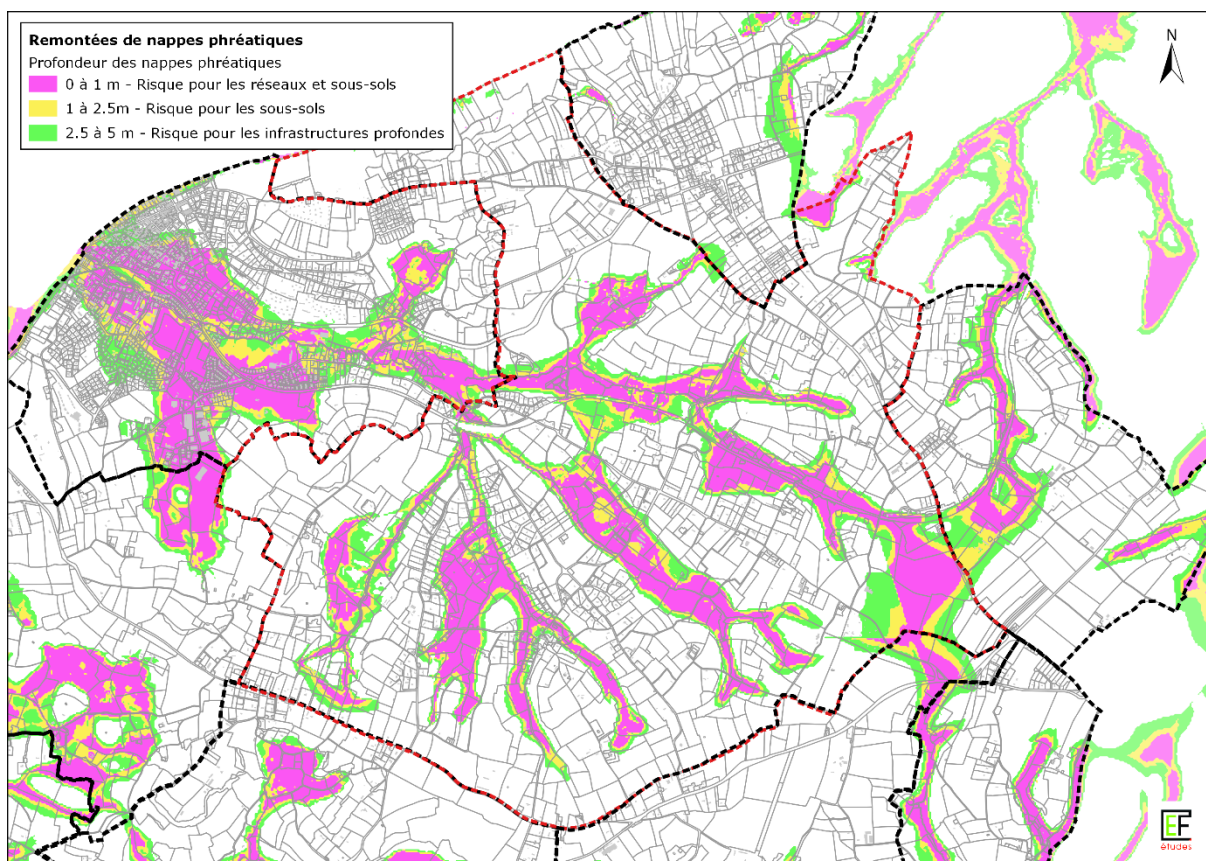 Remontées de nappes phréatiques
Profondeur des nappes phréatiques
0 à 1 m - Risque pour les réseaux et sous-sols
1 à 2.5m - Risque pour les sous-sols
2.5 à 5 m - Risque pour les infrastructures profondes
N
EF
études